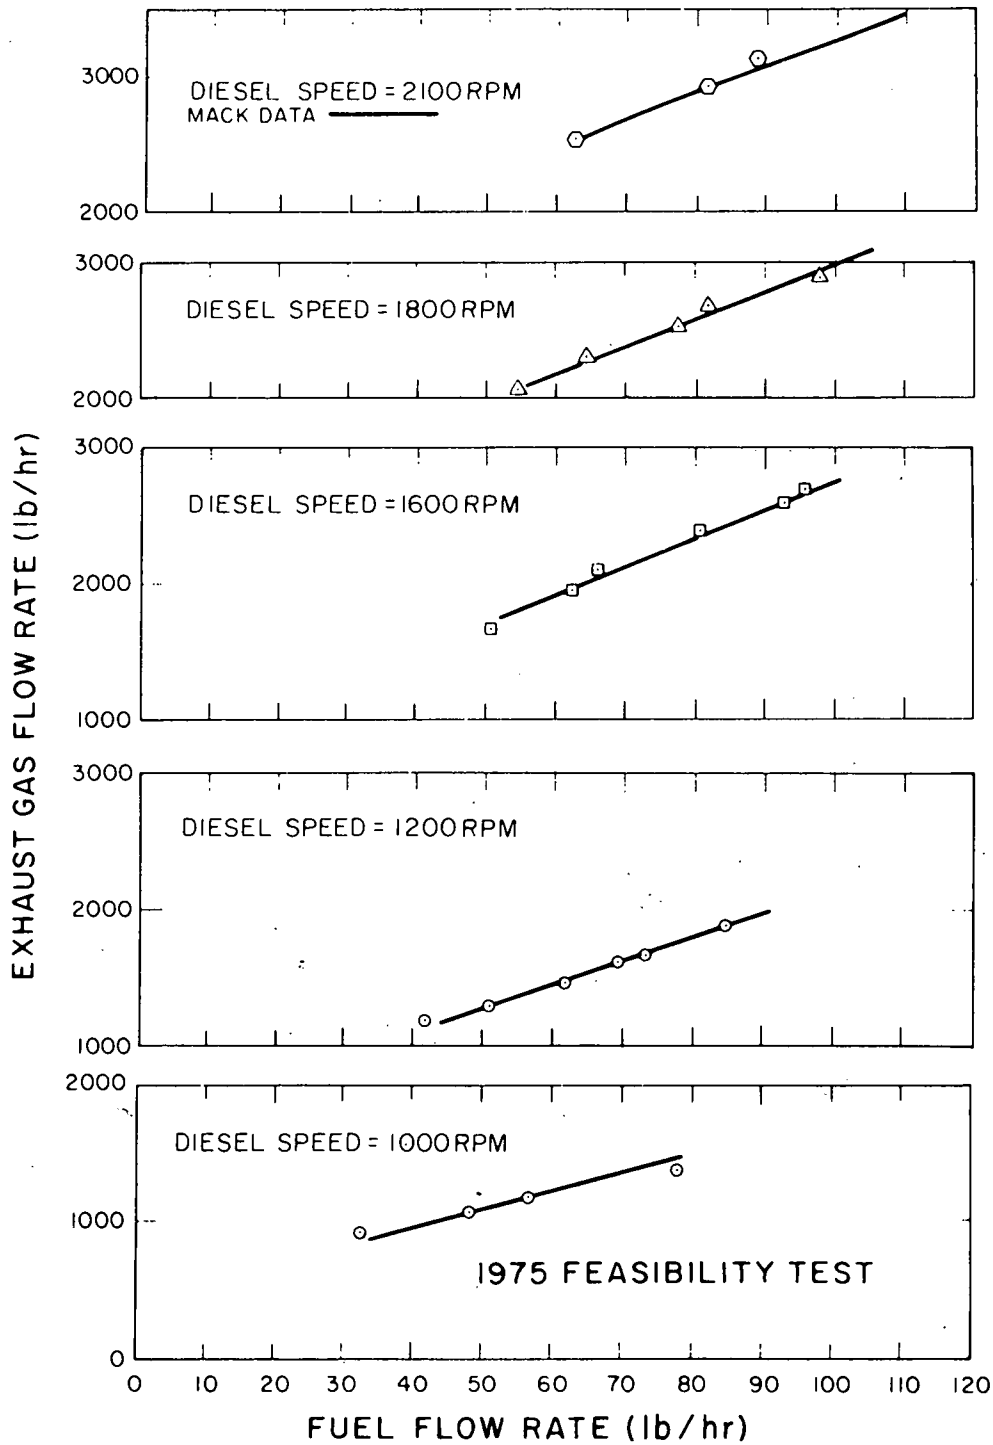 3000
DIESEL SPEED = 2100 RPM
MACK DATA
2000
3000
DIESEL SPEED = 1800 RPM
2000
3000
DIESEL SPEED = 1600 RPM
2000
1000
3000
DIESEL SPEED = 1200 RPM
2000
1000
2000
DIESEL SPEED = 1000 RPM
1000
1975 FEASIBILITY TEST
0
0 10 20 30 40 50 60 70 80 90 100 110 120
FUEL FLOW RATE (lb/hr)
EXHAUST GAS FLOW RATE (lb/hr)